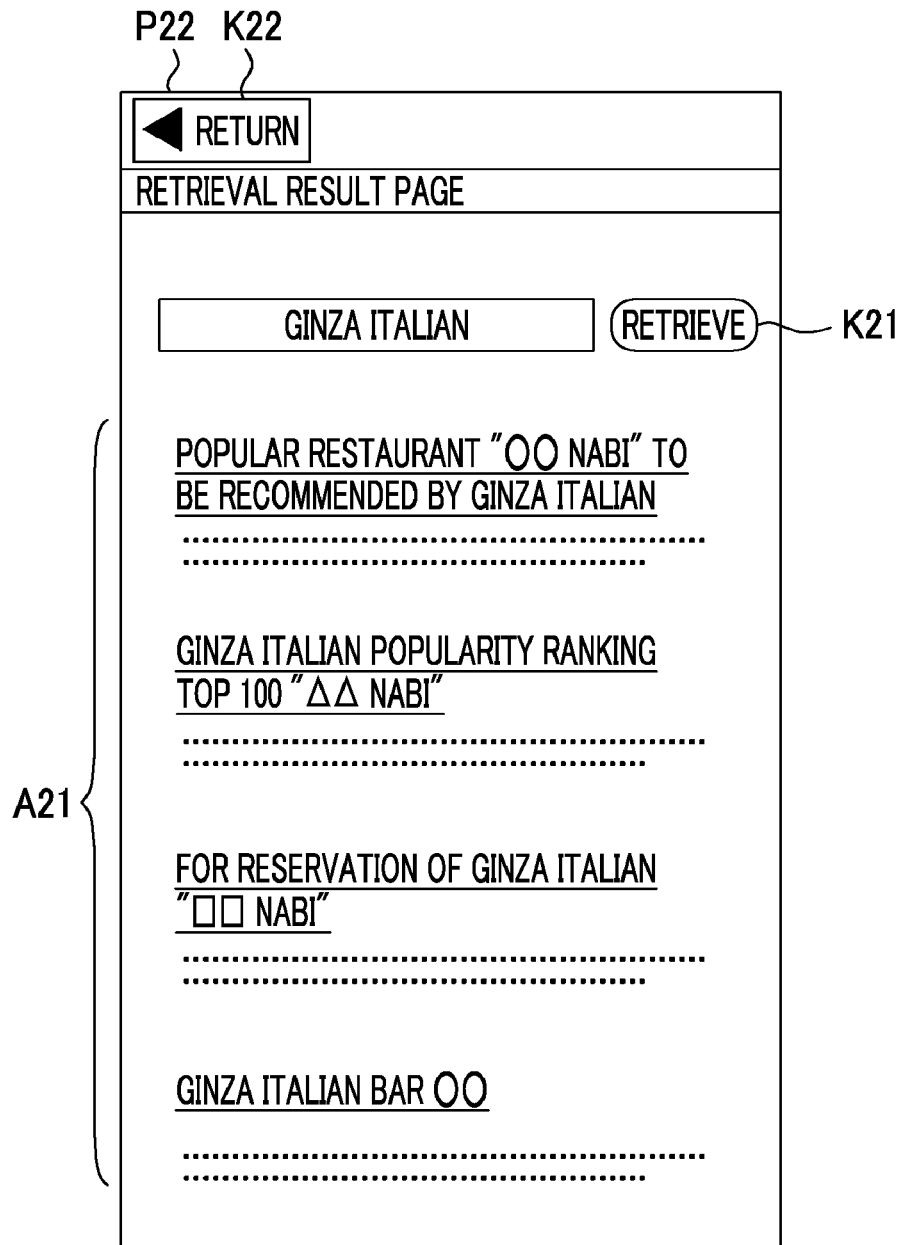 P22 K22
◀ RETURN
RETRIEVAL RESULT PAGE
GINZA ITALIAN
RETRIEVE
K21
POPULAR RESTAURANT "○○ NABI" TO
BE RECOMMENDED BY GINZA ITALIAN
GINZA ITALIAN POPULARITY RANKING
TOP 100 "△△ NABI"
A21
FOR RESERVATION OF GINZA ITALIAN
"□□ NABI"
GINZA ITALIAN BAR ○○